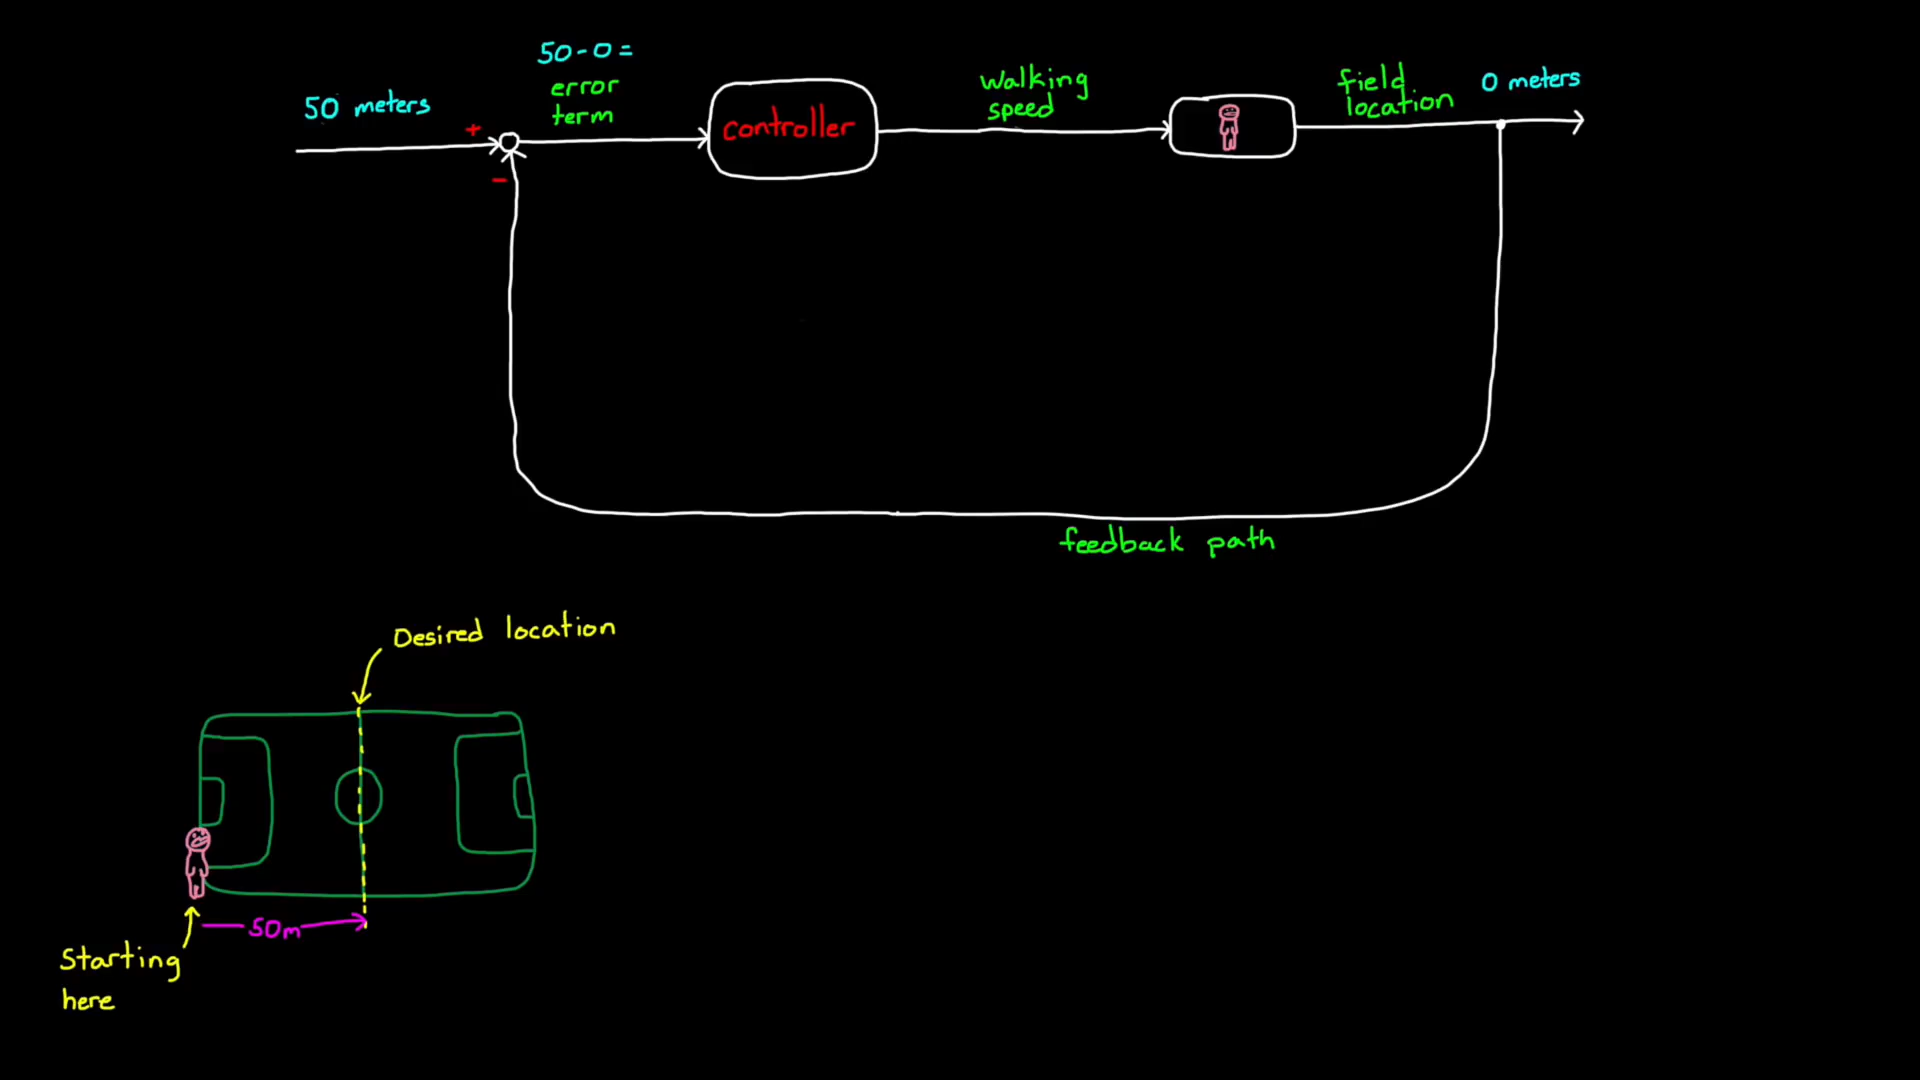 50 - 0 =
error
term
50 meters
+
-
controller
walking
speed
field
location
0 meters
feedback path
Desired location
50m
Starting
here